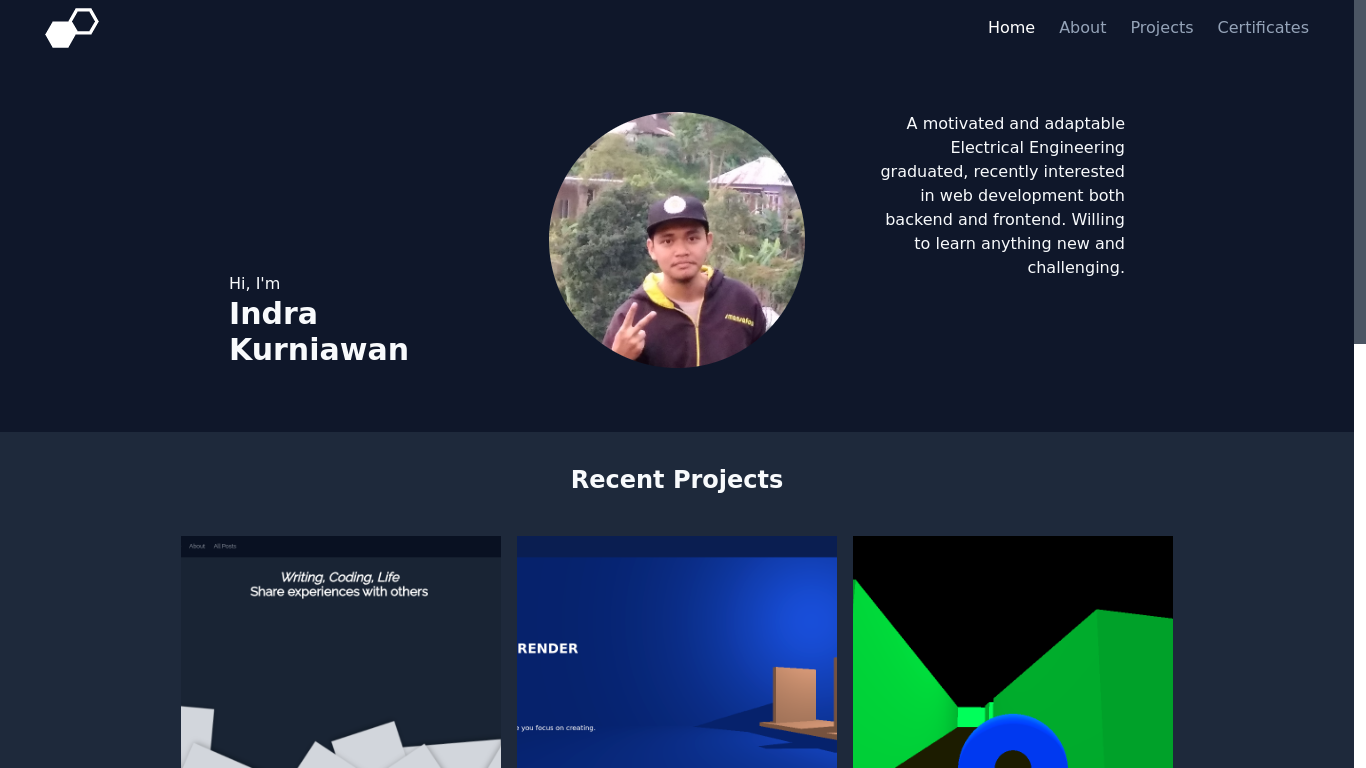 Home About Projects Certificates
A motivated and adaptable
Electrical Engineering
graduated, recently interested
in web development both
backend and frontend. Willing
to learn anything new and
challenging.
Hi, I'm
Indra
Kurniawan
Recent Projects
About All Posts
Writing, Coding, Life
Share experiences with others
RENDER
you focus on creating.